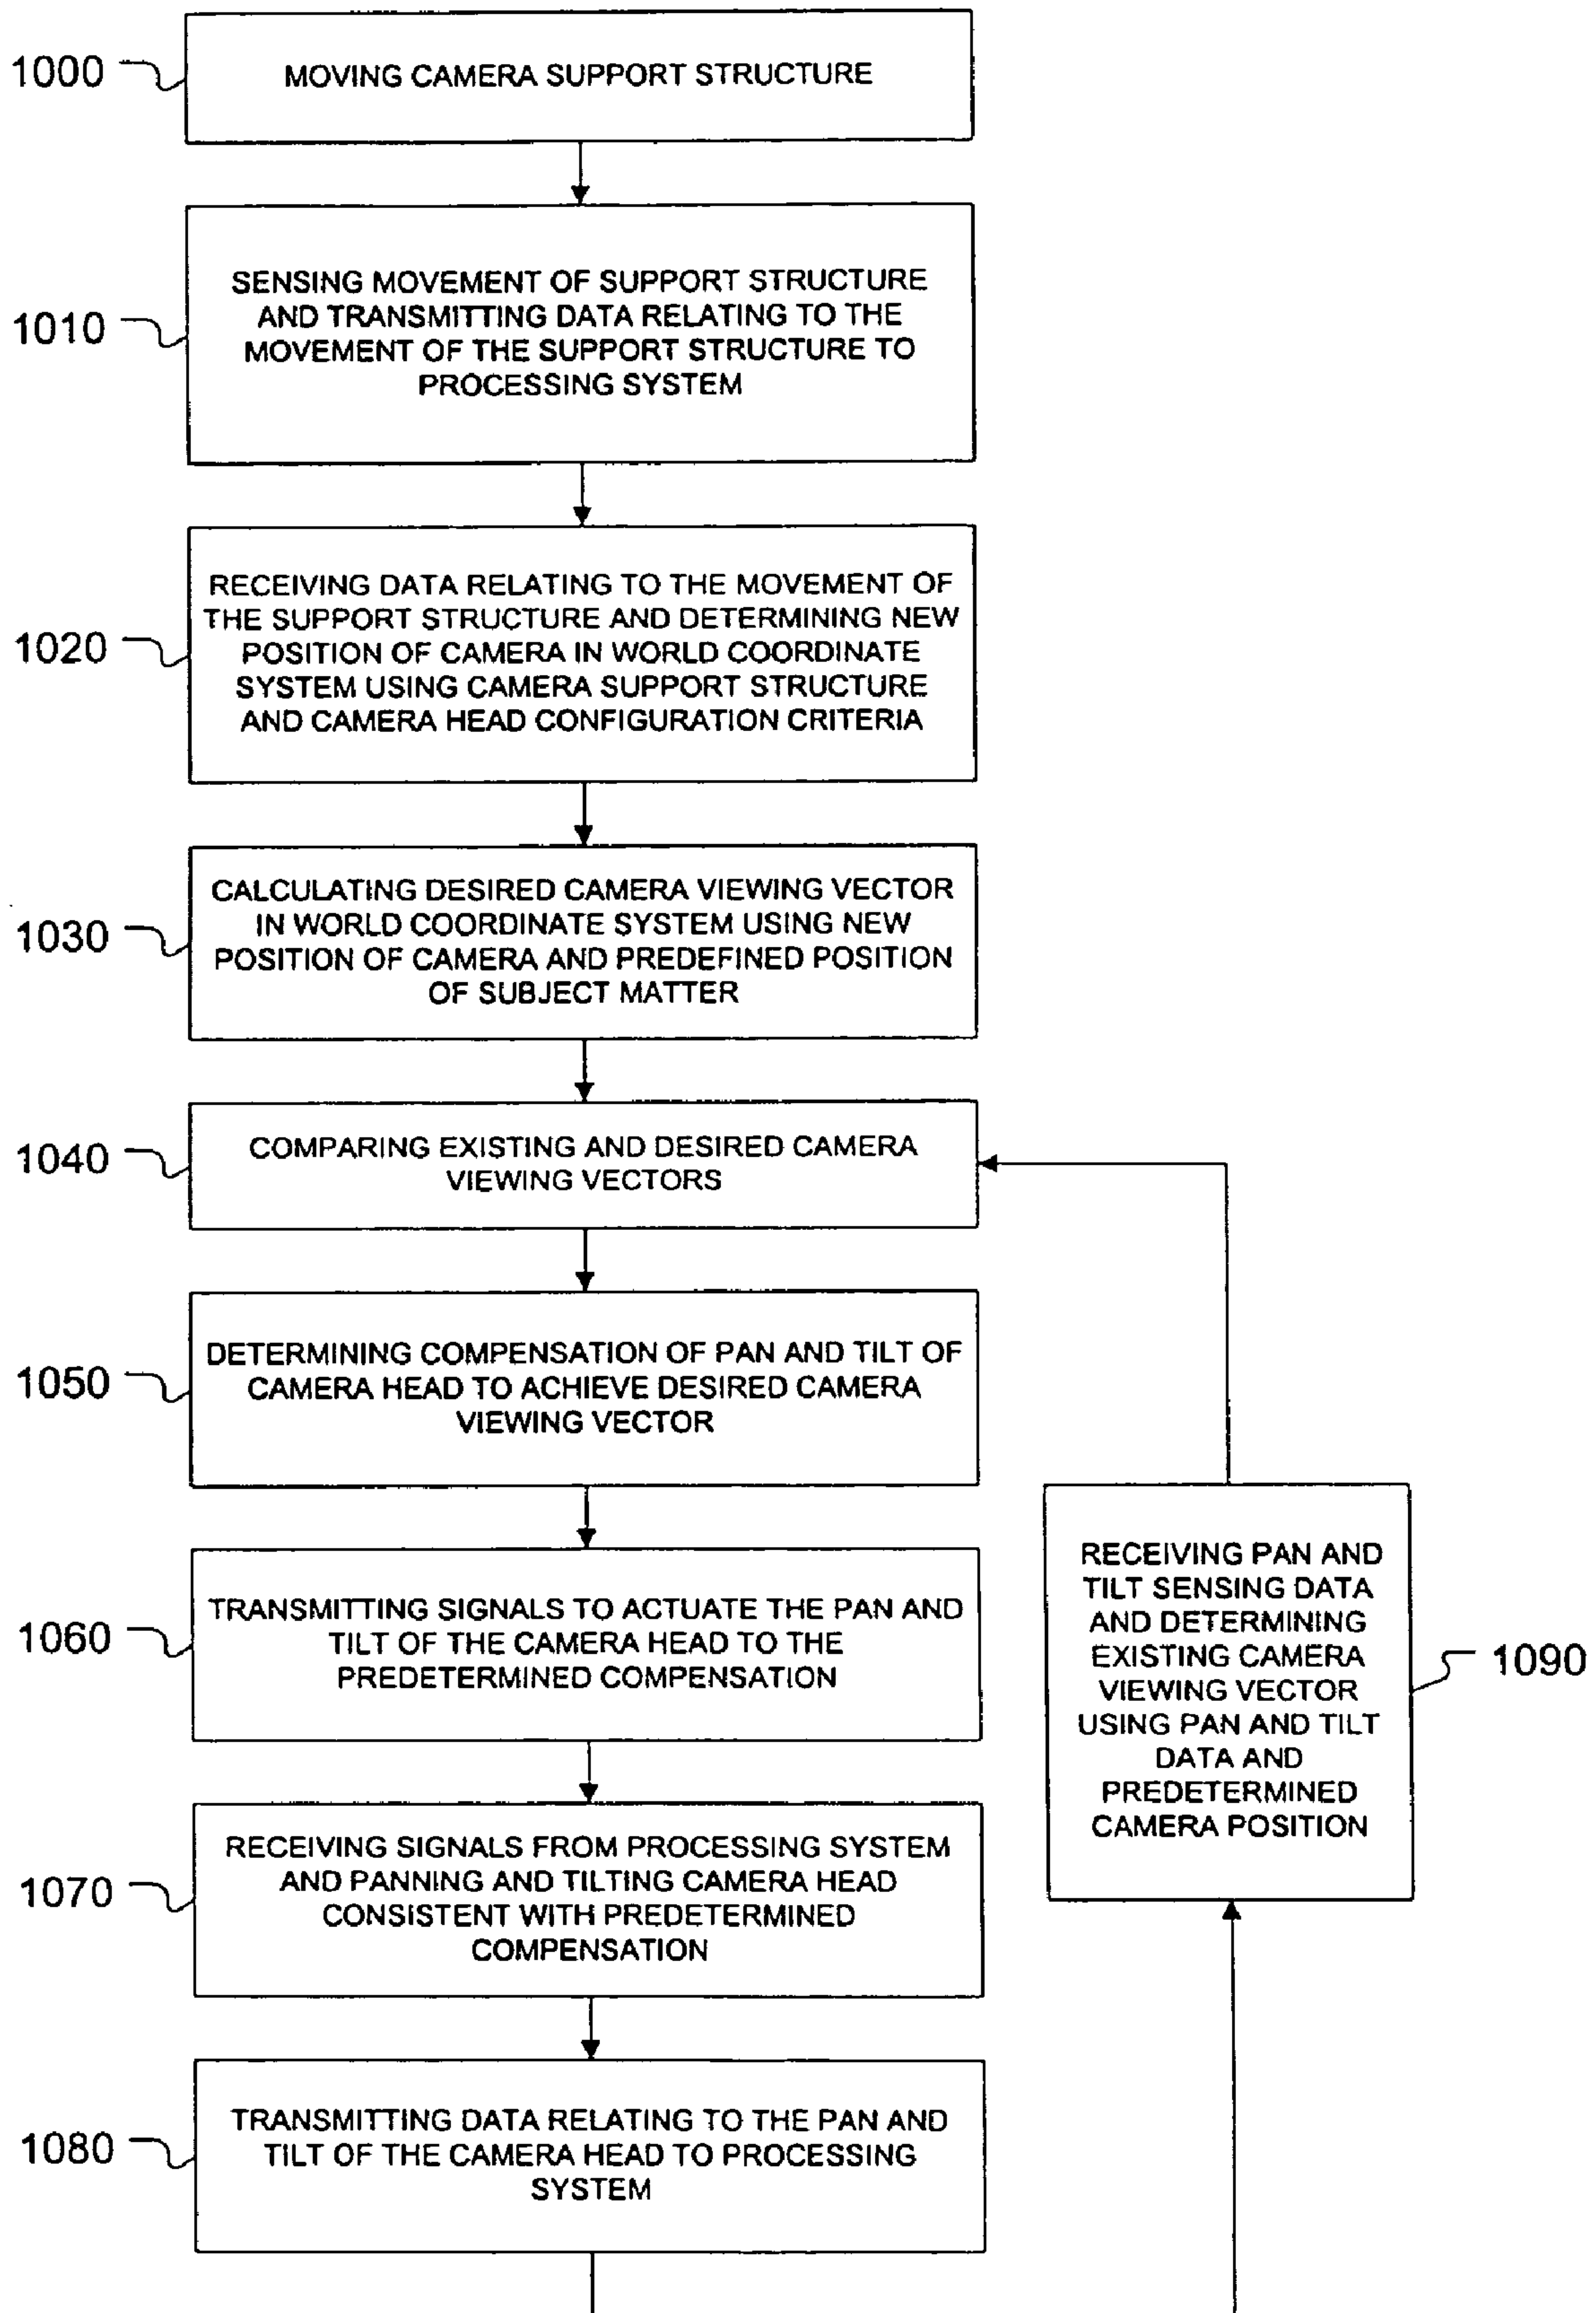 1000
MOVING CAMERA SUPPORT STRUCTURE
1010
SENSING MOVEMENT OF SUPPORT STRUCTURE
AND TRANSMITTING DATA RELATING TO THE
MOVEMENT OF THE SUPPORT STRUCTURE TO
PROCESSING SYSTEM
1020
RECEIVING DATA RELATING TO THE MOVEMENT OF
THE SUPPORT STRUCTURE AND DETERMINING NEW
POSITION OF CAMERA IN WORLD COORDINATE
SYSTEM USING CAMERA SUPPORT STRUCTURE
AND CAMERA HEAD CONFIGURATION CRITERIA
1030
CALCULATING DESIRED CAMERA VIEWING VECTOR
IN WORLD COORDINATE SYSTEM USING NEW
POSITION OF CAMERA AND PREDEFINED POSITION
OF SUBJECT MATTER
1040
COMPARING EXISTING AND DESIRED CAMERA
VIEWING VECTORS
1050
DETERMINING COMPENSATION OF PAN AND TILT OF
CAMERA HEAD TO ACHIEVE DESIRED CAMERA
VIEWING VECTOR
1060
TRANSMITTING SIGNALS TO ACTUATE THE PAN AND
TILT OF THE CAMERA HEAD TO THE
PREDETERMINED COMPENSATION
1070
RECEIVING SIGNALS FROM PROCESSING SYSTEM
AND PANNING AND TILTING CAMERA HEAD
CONSISTENT WITH PREDETERMINED
COMPENSATION
1080
TRANSMITTING DATA RELATING TO THE PAN AND
TILT OF THE CAMERA HEAD TO PROCESSING
SYSTEM
RECEIVING PAN AND
TILT SENSING DATA
AND DETERMINING
EXISTING CAMERA
VIEWING VECTOR
USING PAN AND TILT
DATA AND
PREDETERMINED
CAMERA POSITION
1090